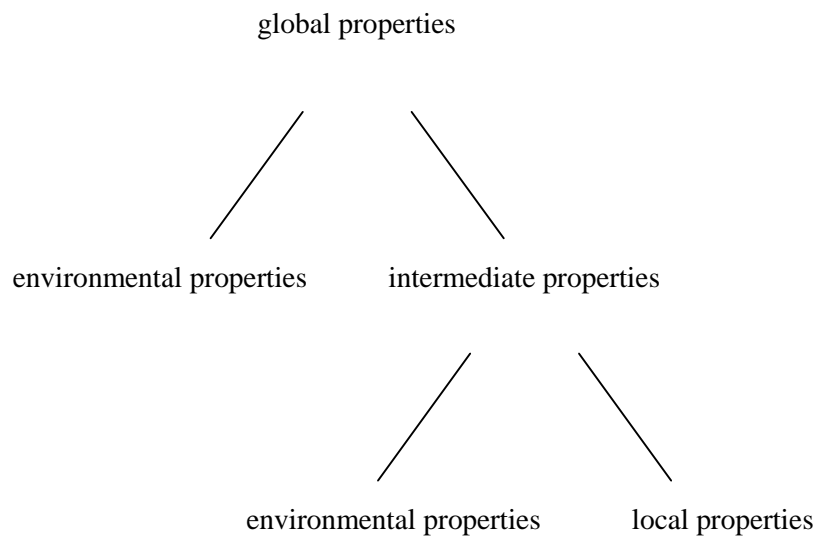 global properties
environmental properties
intermediate properties
environmental properties
local properties